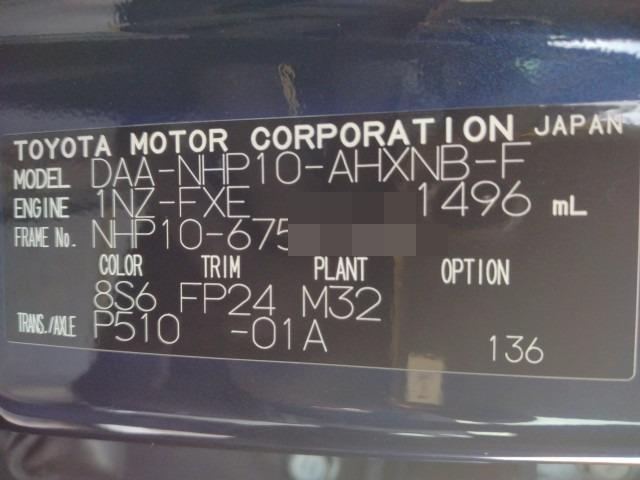 TOYOTA MOTOR CORPORATION JAPAN
MODEL DAA-NHP10-AHXNB-F
ENGINE 1NZ-FXE 1496 mL
FRAME No. NHP10-675
COLOR TRIM PLANT OPTION
8S6 FP24 M32
TRANS./AXLE P510 -01A 136